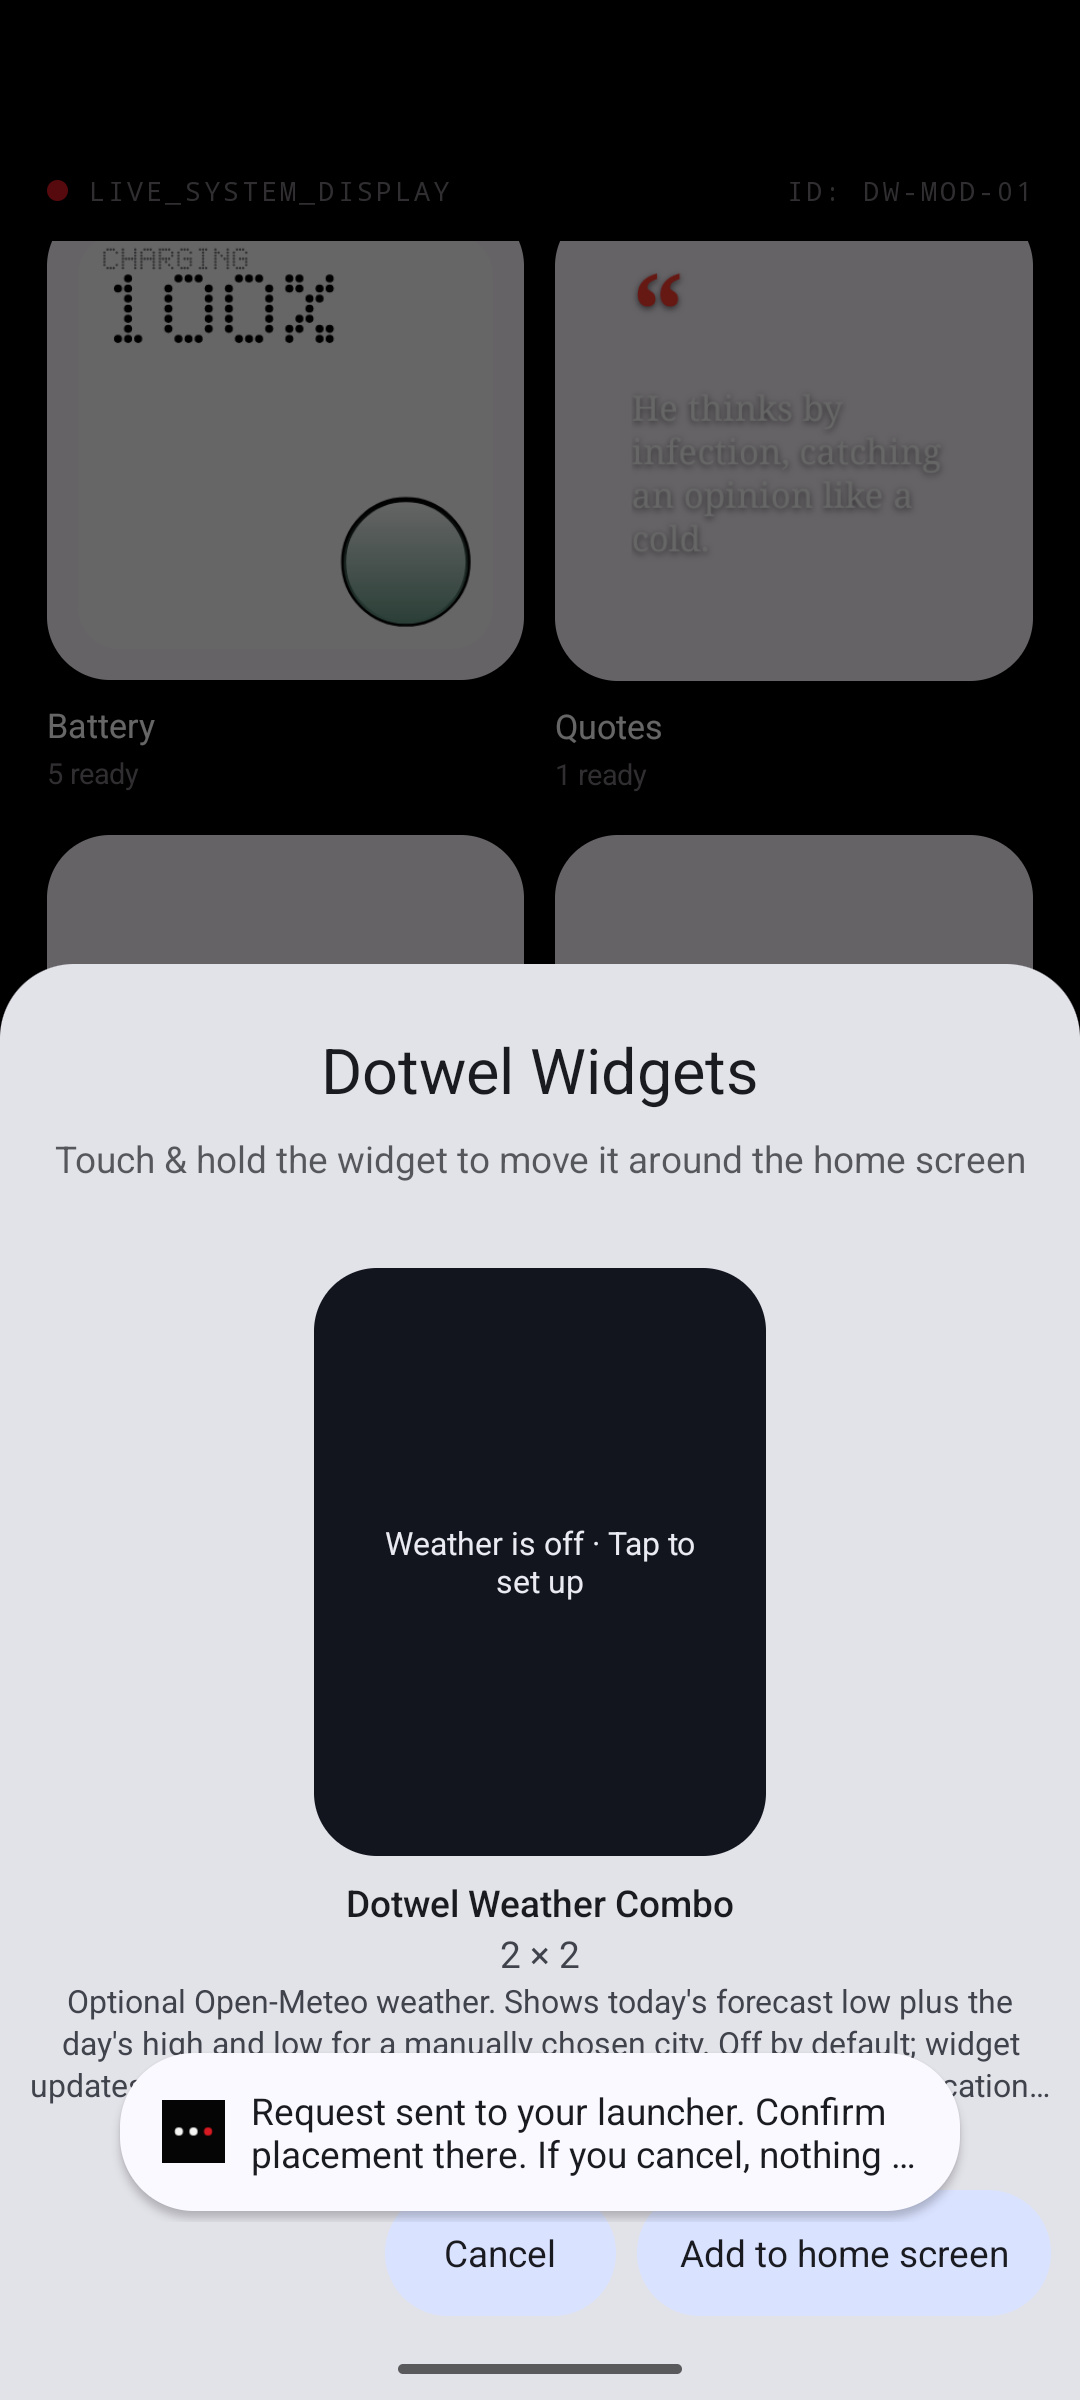 LIVE_SYSTEM_DISPLAY
ID: DW-MOD-01
CHARGING
100%
“
He thinks by
infection, catching
an opinion like a
cold.
Battery
5 ready
Quotes
1 ready
Dotwel Widgets
Touch & hold the widget to move it around the home screen
Weather is off · Tap to
set up
Dotwel Weather Combo
2 × 2
Optional Open-Meteo weather. Shows today's forecast low plus the
day's high and low for a manually chosen city. Off by default; widget
Request sent to your launcher. Confirm
placement there. If you cancel, nothing …
Cancel
Add to home screen